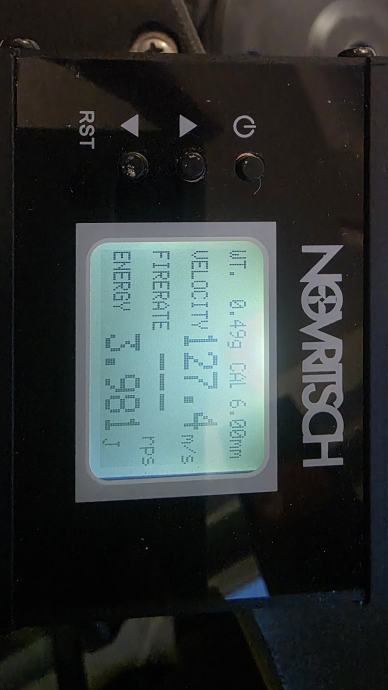 NOVRITSCH
WT. 0.49g CAL 6.00mm
VELOCITY 127.4 m/s
FIRERATE --- rps
ENERGY 3.981 J
RST